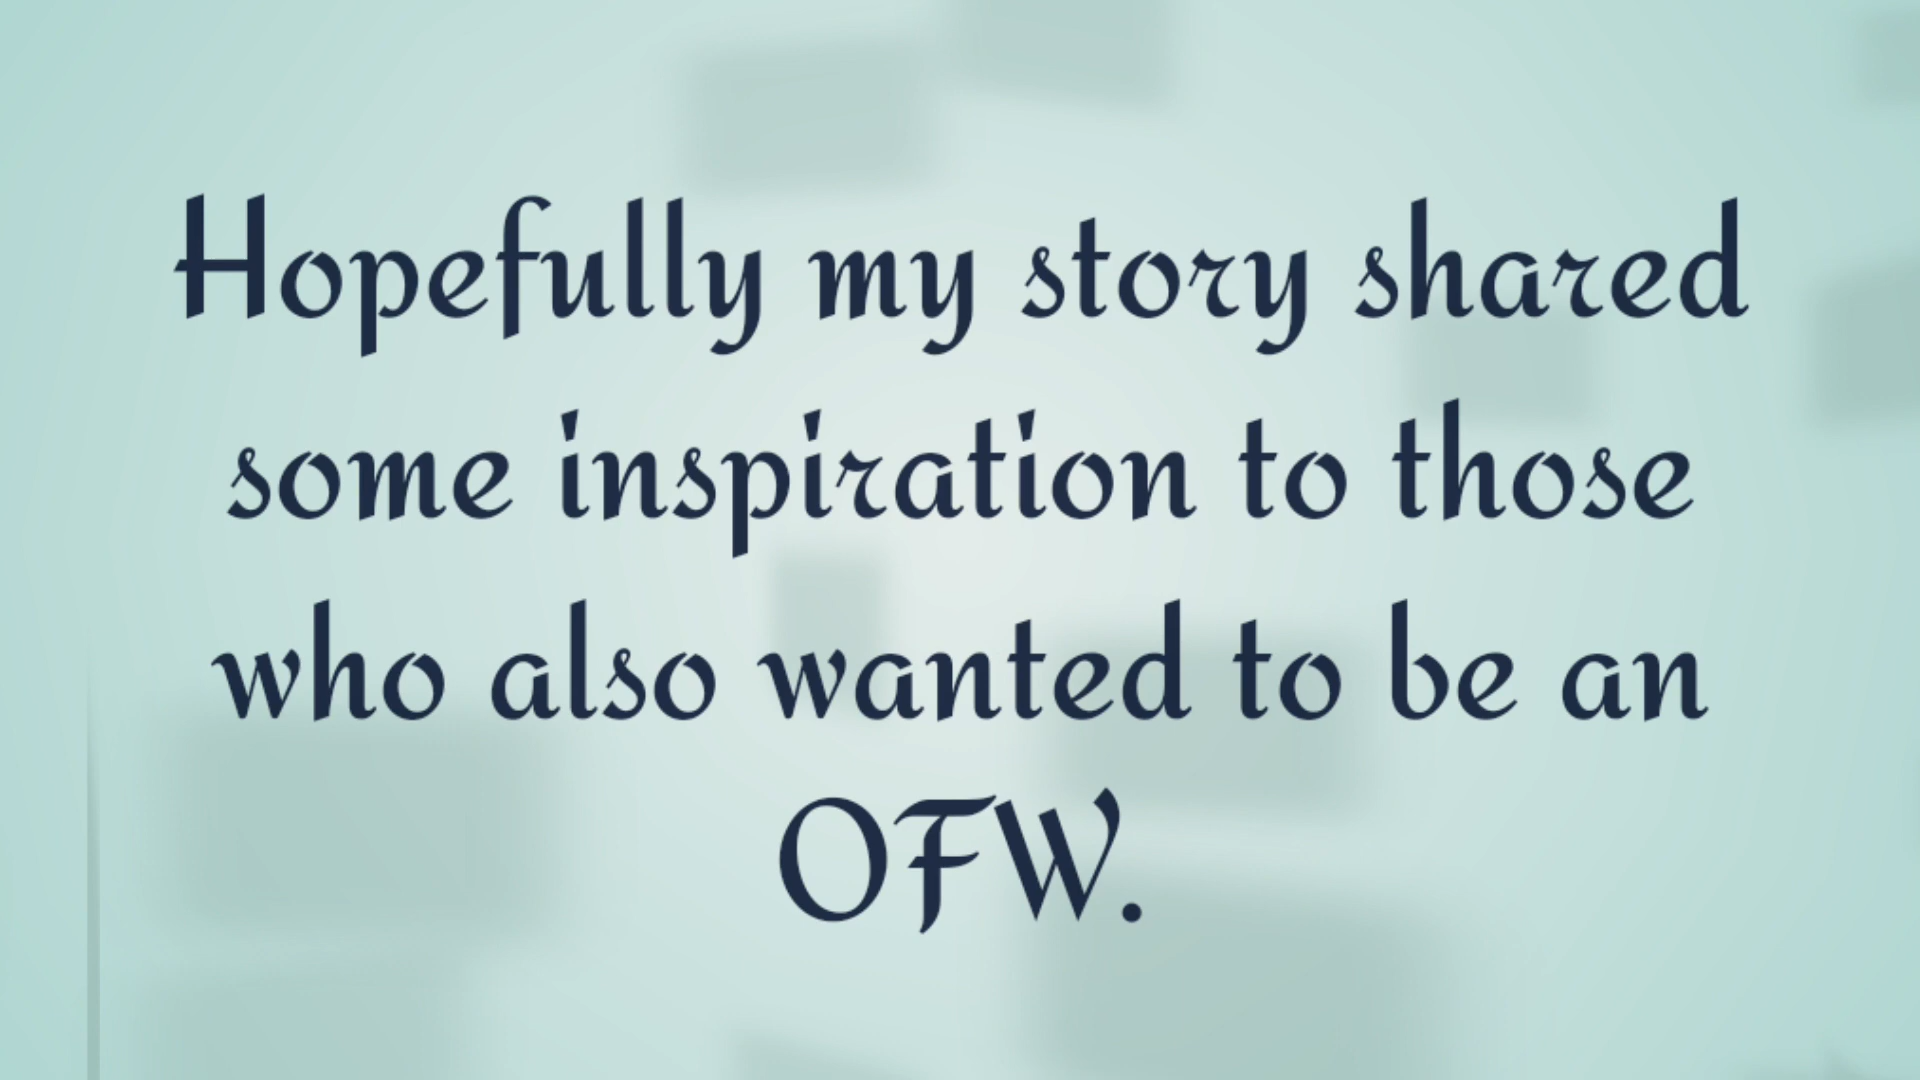 Hopefully my story shared
some inspiration to those
who also wanted to be an
OFW.